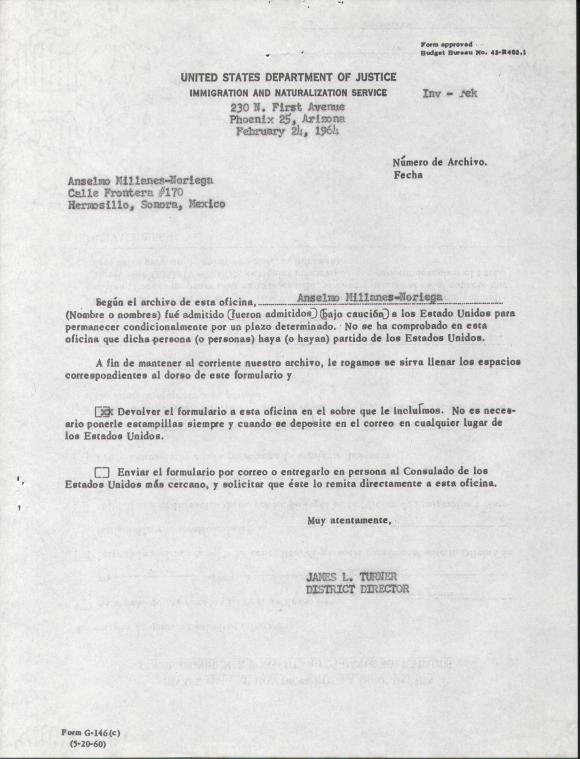 Form approved
Budget Bureau No. 43-R403.1
UNITED STATES DEPARTMENT OF JUSTICE
IMMIGRATION AND NATURALIZATION SERVICE
Inv - rek
230 N. First Avenue
Phoenix 25, Arizona
February 24, 1964
Número de Archivo.
Fecha
Anselmo Millanes-Noriega
Calle Frontera #170
Hermosillo, Sonora, Mexico
Según el archivo de esta oficina, Anselmo Millanes-Noriega
(Nombre o nombres) fué admitido (fueron admitidos) (bajo caución) a los Estado Unidos para
permanecer condicionalmente por un plazo determinado. No se ha comprobado en esta
oficina que dicha persona (o personas) haya (o hayan) partido de los Estados Unidos.
A fin de mantener al corriente nuestro archivo, le rogamos se sirva llenar los espacios
correspondientes al dorso de este formulario y
xx Devolver el formulario a esta oficina en el sobre que le incluímos. No es neces-
ario ponerle estampillas siempre y cuando se deposite en el correo en cualquier lugar de
los Estados Unidos.
Enviar el formulario por correo o entregarlo en persona al Consulado de los
Estados Unidos más cercano, y solicitar que éste lo remita directamente a esta oficina.
Muy atentamente,
JAMES L. TURNER
DISTRICT DIRECTOR
Form G-146(c)
(5-20-60)